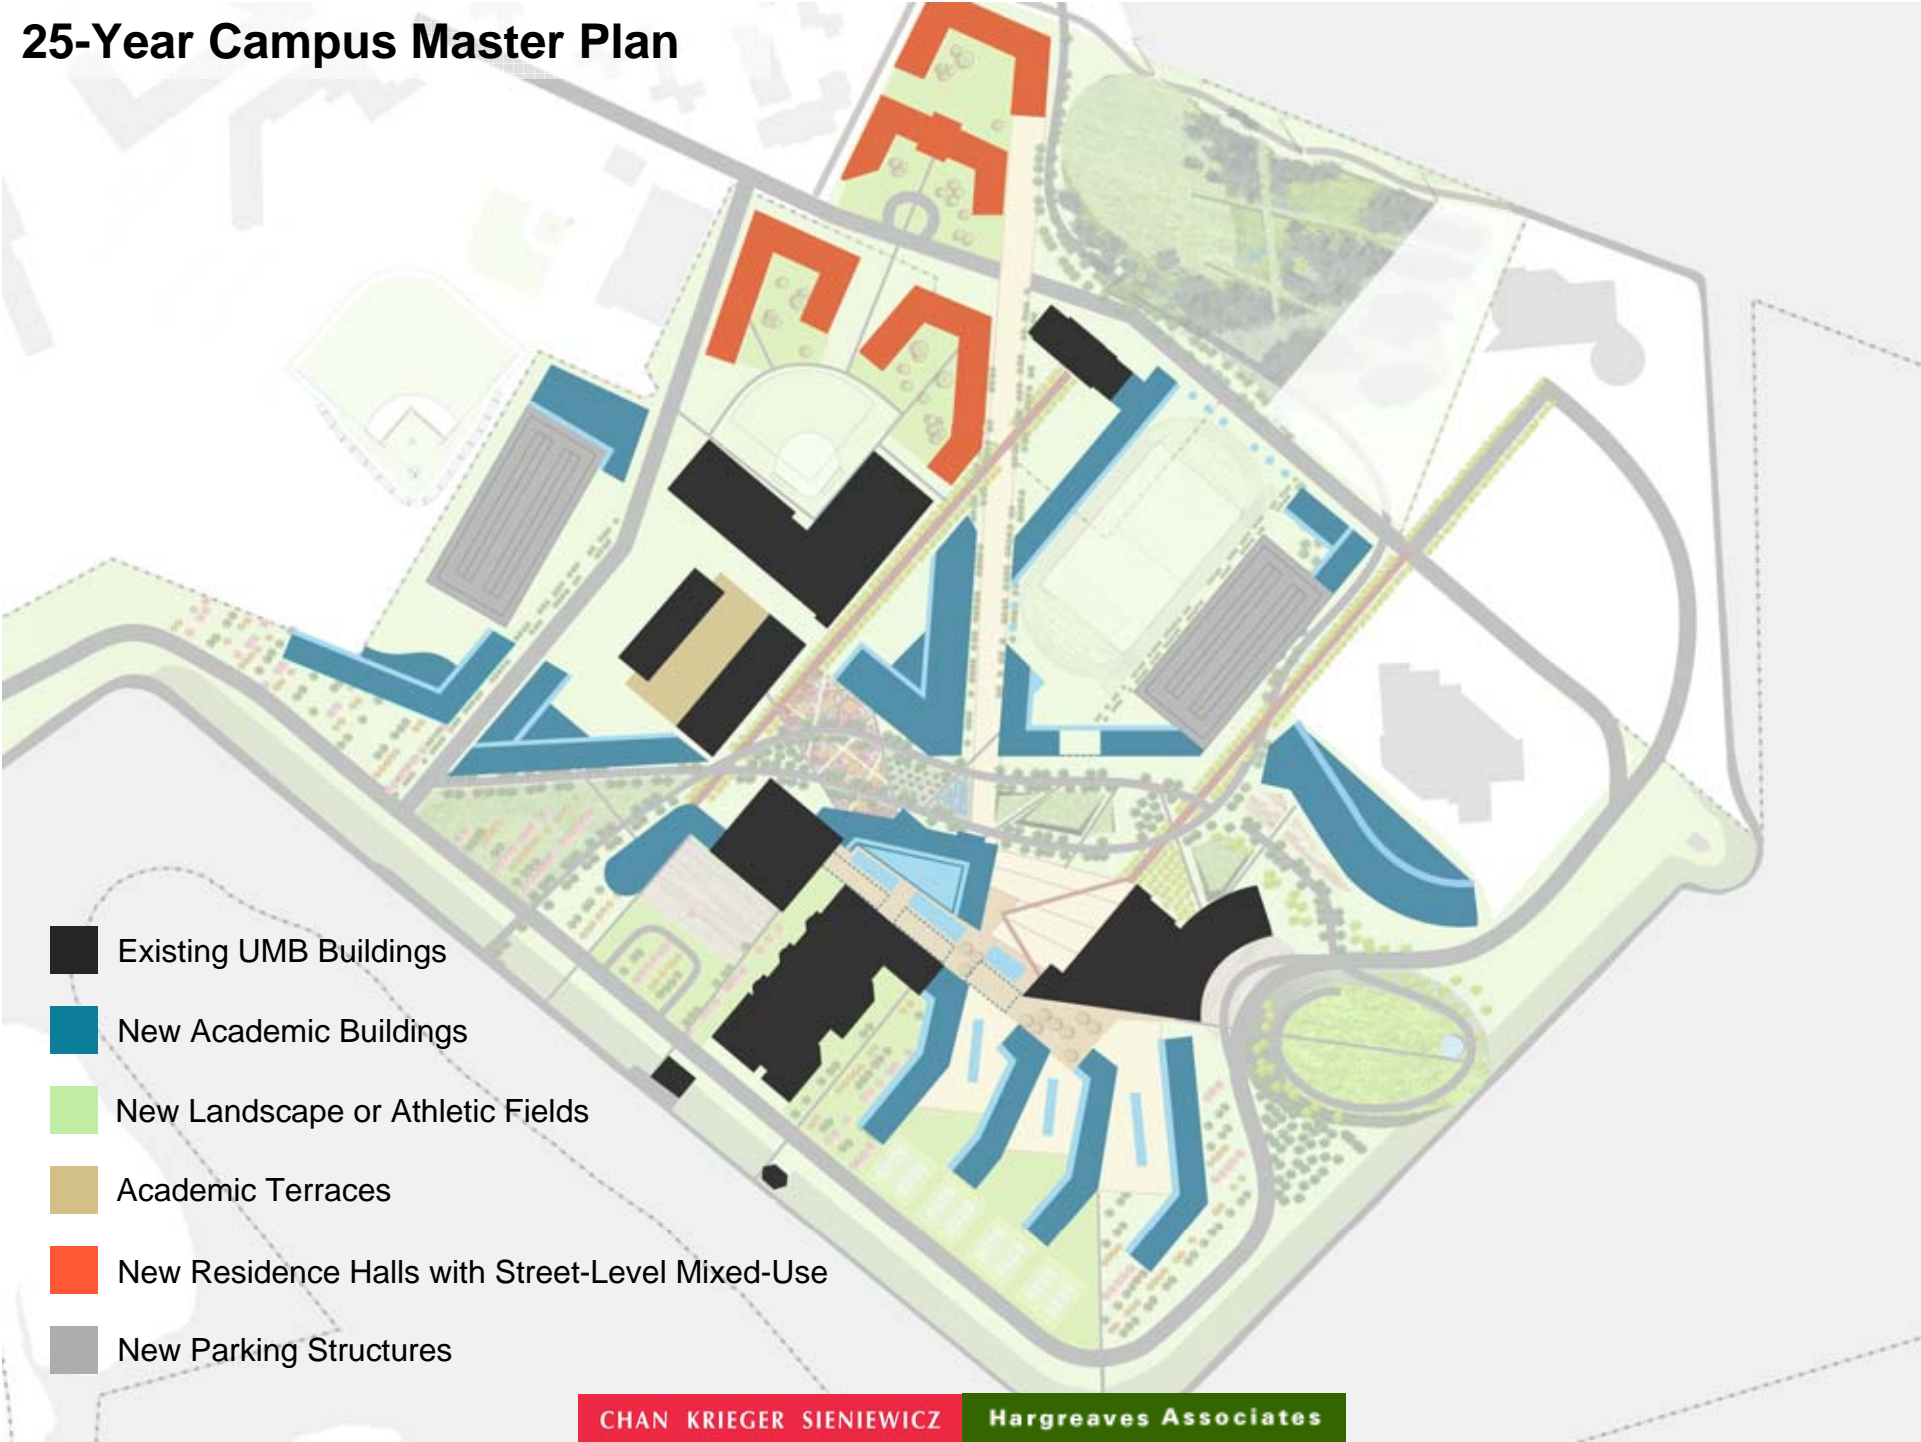 25-Year Campus Master Plan
Existing UMB Buildings
New Academic Buildings
New Landscape or Athletic Fields
Academic Terraces
New Residence Halls with Street-Level Mixed-Use
New Parking Structures
CHAN KRIEGER SIENIEWICZ
Hargreaves Associates